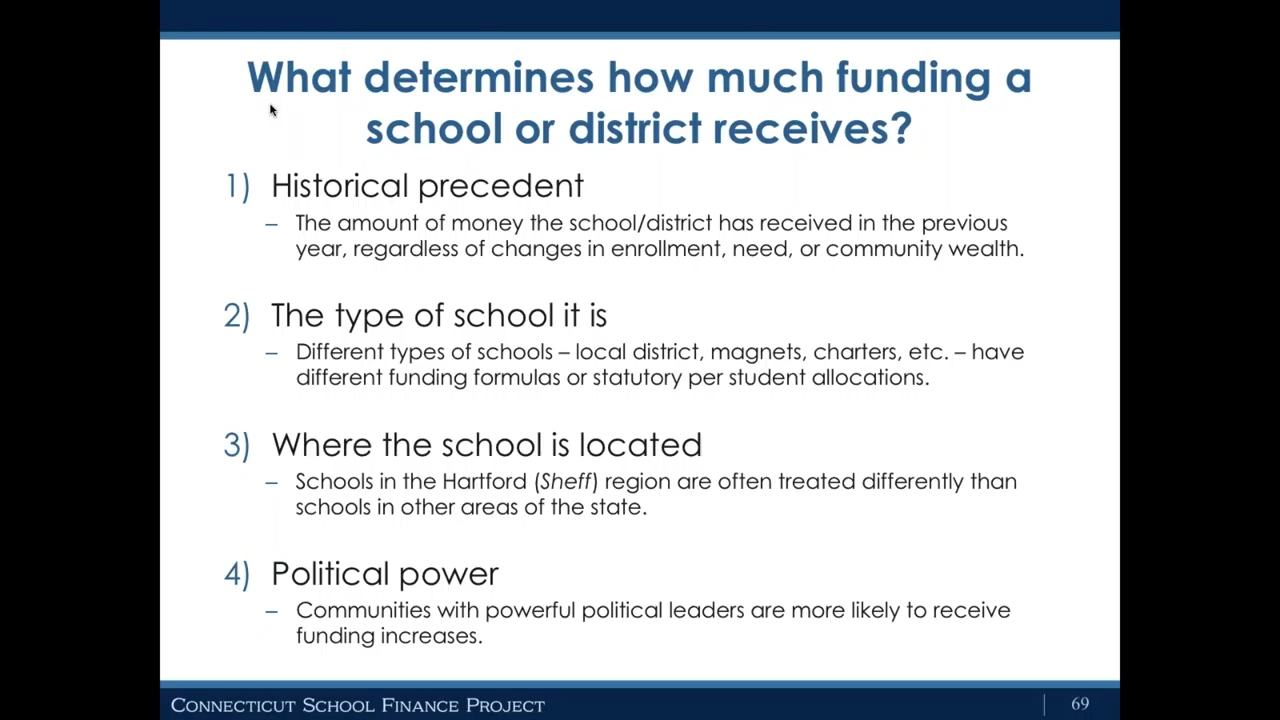 What determines how much funding a
school or district receives?
1) Historical precedent
– The amount of money the school/district has received in the previous
year, regardless of changes in enrollment, need, or community wealth.
2) The type of school it is
– Different types of schools – local district, magnets, charters, etc. – have
different funding formulas or statutory per student allocations.
3) Where the school is located
– Schools in the Hartford (Sheff) region are often treated differently than
schools in other areas of the state.
4) Political power
– Communities with powerful political leaders are more likely to receive
funding increases.
CONNECTICUT SCHOOL FINANCE PROJECT | 69